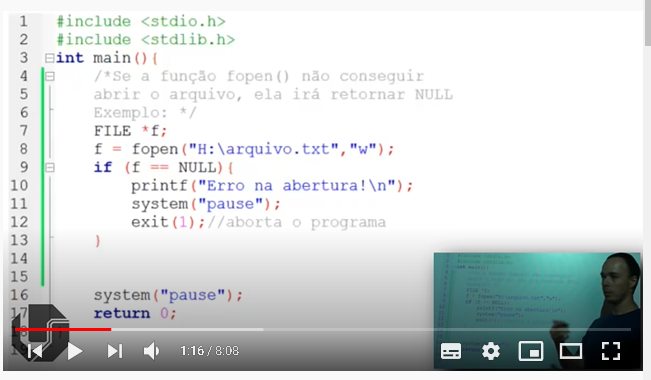 1 #include <stdio.h>
2 #include <stdlib.h>
3 int main(){
4 /*Se a função fopen() não conseguir
5 abrir o arquivo, ela irá retornar NULL
6 Exemplo: */
7 FILE *f;
8 f = fopen("H:\arquivo.txt","w");
9 if (f == NULL){
10 printf("Erro na abertura!\n");
11 system("pause");
12 exit(1);//aborta o programa
13 }
14
15
16 system("pause");
17 return 0;
1:16 / 8:08